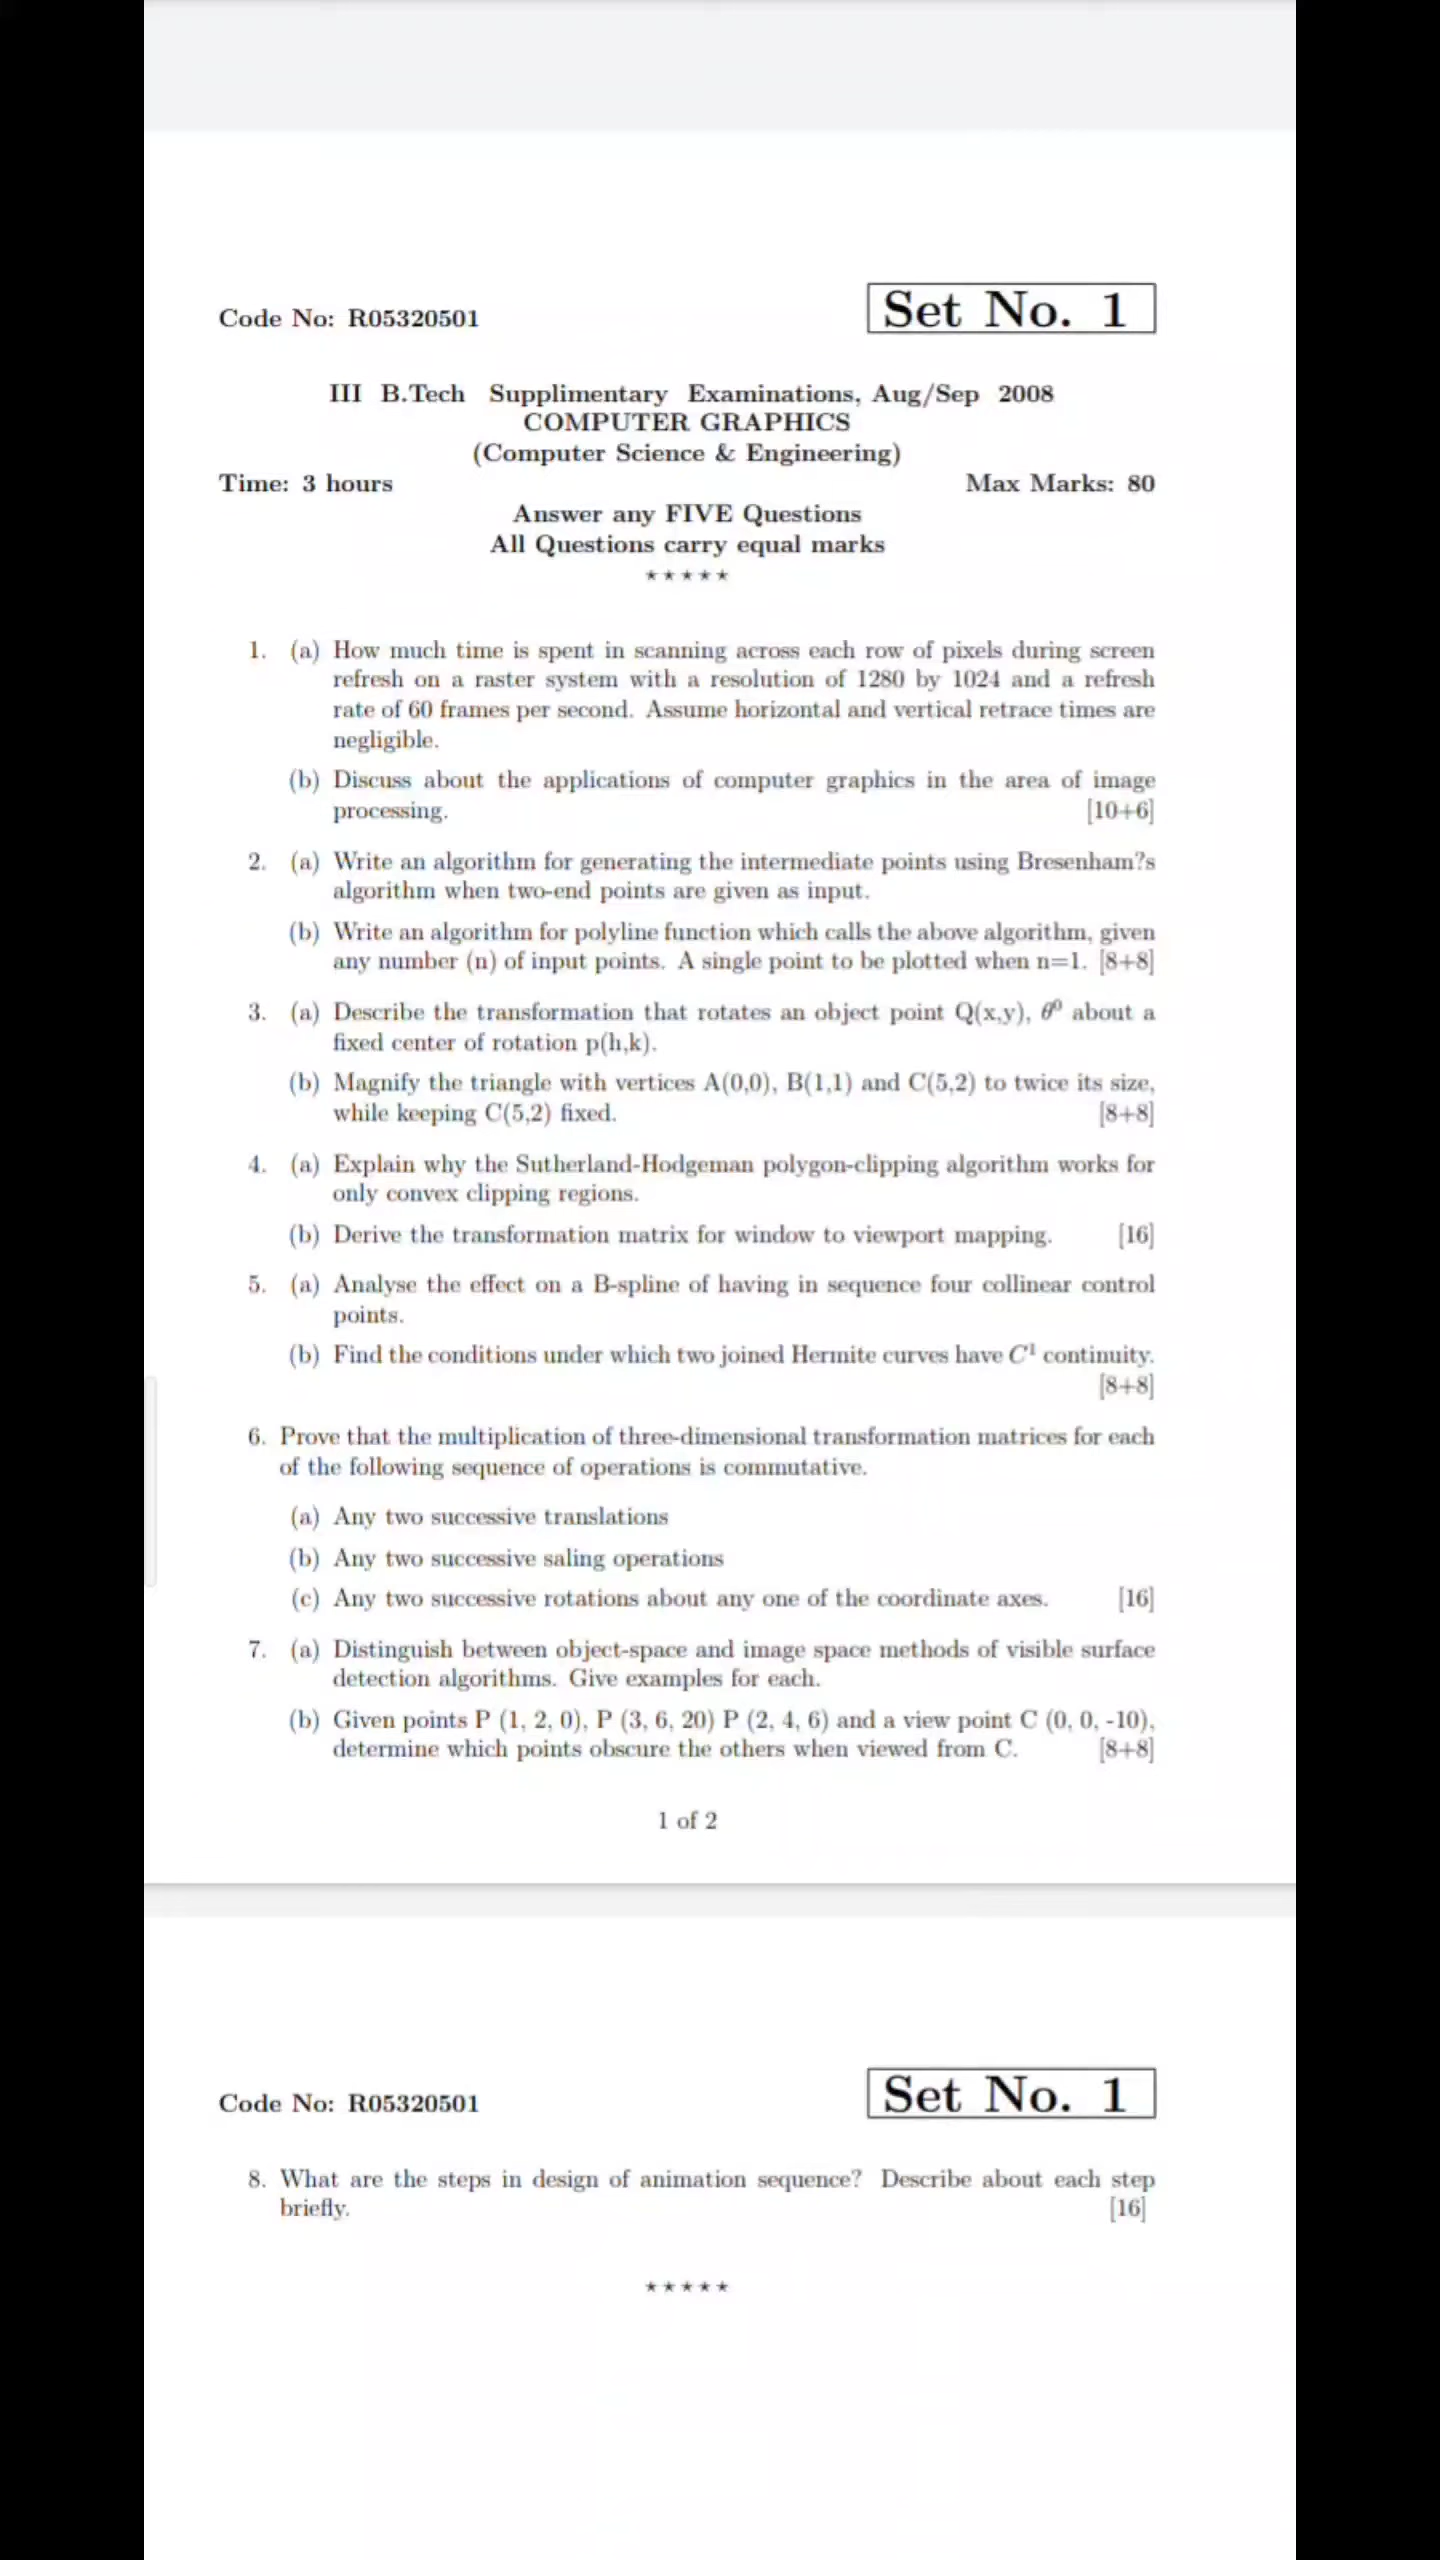 Code No: R05320501
Set No. 1
III B.Tech Supplimentary Examinations, Aug/Sep 2008
COMPUTER GRAPHICS
(Computer Science & Engineering)
Time: 3 hours Max Marks: 80
Answer any FIVE Questions
All Questions carry equal marks
⋆ ⋆ ⋆ ⋆ ⋆
1. (a) How much time is spent in scanning across each row of pixels during screen
refresh on a raster system with a resolution of 1280 by 1024 and a refresh
rate of 60 frames per second. Assume horizontal and vertical retrace times are
negligible.
(b) Discuss about the applications of computer graphics in the area of image
processing. [10+6]
2. (a) Write an algorithm for generating the intermediate points using Bresenham?s
algorithm when two-end points are given as input.
(b) Write an algorithm for polyline function which calls the above algorithm, given
any number (n) of input points. A single point to be plotted when n=1. [8+8]
3. (a) Describe the transformation that rotates an object point Q(x,y), θ⁰ about a
fixed center of rotation p(h,k).
(b) Magnify the triangle with vertices A(0,0), B(1,1) and C(5,2) to twice its size,
while keeping C(5,2) fixed. [8+8]
4. (a) Explain why the Sutherland-Hodgeman polygon-clipping algorithm works for
only convex clipping regions.
(b) Derive the transformation matrix for window to viewport mapping. [16]
5. (a) Analyse the effect on a B-spline of having in sequence four collinear control
points.
(b) Find the conditions under which two joined Hermite curves have C¹ continuity.
[8+8]
6. Prove that the multiplication of three-dimensional transformation matrices for each
of the following sequence of operations is commutative.
(a) Any two successive translations
(b) Any two successive saling operations
(c) Any two successive rotations about any one of the coordinate axes. [16]
7. (a) Distinguish between object-space and image space methods of visible surface
detection algorithms. Give examples for each.
(b) Given points P (1, 2, 0), P (3, 6, 20) P (2, 4, 6) and a view point C (0, 0, -10),
determine which points obscure the others when viewed from C. [8+8]
1 of 2
Code No: R05320501
Set No. 1
8. What are the steps in design of animation sequence? Describe about each step
briefly. [16]
⋆ ⋆ ⋆ ⋆ ⋆